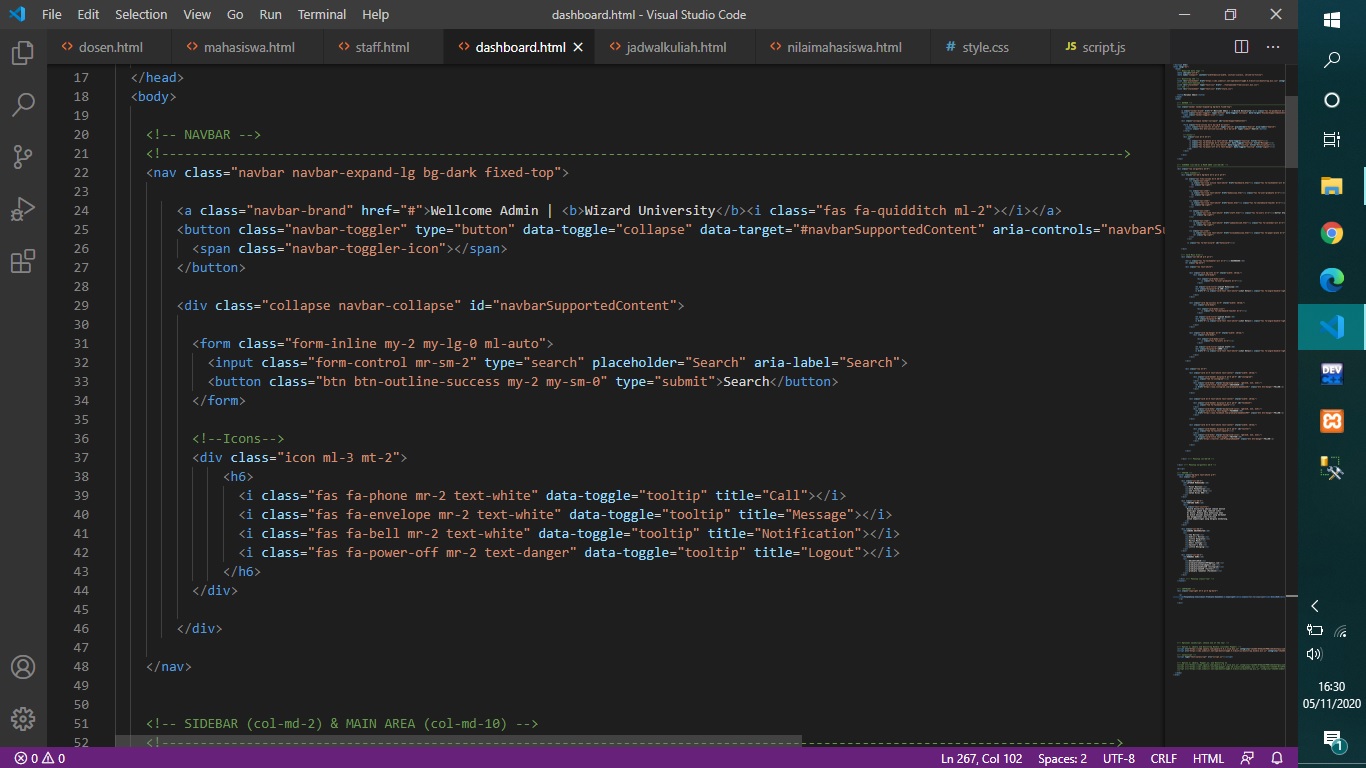 File Edit Selection View Go Run Terminal Help dashboard.html - Visual Studio Code
dosen.html mahasiswa.html staff.html dashboard.html jadwalkuliah.html nilaimahasiswa.html # style.css JS script.js
17 </head>
18 <body>
19
20 <!-- NAVBAR -->
21 <!------------------------------------------------------------------------------------------------------------------------------>
22 <nav class="navbar navbar-expand-lg bg-dark fixed-top">
23
24 <a class="navbar-brand" href="#">Wellcome Admin | <b>Wizard University</b><i class="fas fa-quidditch ml-2"></i></a>
25 <button class="navbar-toggler" type="button" data-toggle="collapse" data-target="#navbarSupportedContent" aria-controls="navbarSu
26 <span class="navbar-toggler-icon"></span>
27 </button>
28
29 <div class="collapse navbar-collapse" id="navbarSupportedContent">
30
31 <form class="form-inline my-2 my-lg-0 ml-auto">
32 <input class="form-control mr-sm-2" type="search" placeholder="Search" aria-label="Search">
33 <button class="btn btn-outline-success my-2 my-sm-0" type="submit">Search</button>
34 </form>
35
36 <!--Icons-->
37 <div class="icon ml-3 mt-2">
38 <h6>
39 <i class="fas fa-phone mr-2 text-white" data-toggle="tooltip" title="Call"></i>
40 <i class="fas fa-envelope mr-2 text-white" data-toggle="tooltip" title="Message"></i>
41 <i class="fas fa-bell mr-2 text-white" data-toggle="tooltip" title="Notification"></i>
42 <i class="fas fa-power-off mr-2 text-danger" data-toggle="tooltip" title="Logout"></i>
43 </h6>
44 </div>
45
46 </div>
47
48 </nav>
49
50
51 <!-- SIDEBAR (col-md-2) & MAIN AREA (col-md-10) -->
52 <!----------------------------------------------------------------------------------------------------------------------------->
0 0 Ln 267, Col 102 Spaces: 2 UTF-8 CRLF HTML
DEV C++
16:30
05/11/2020
1